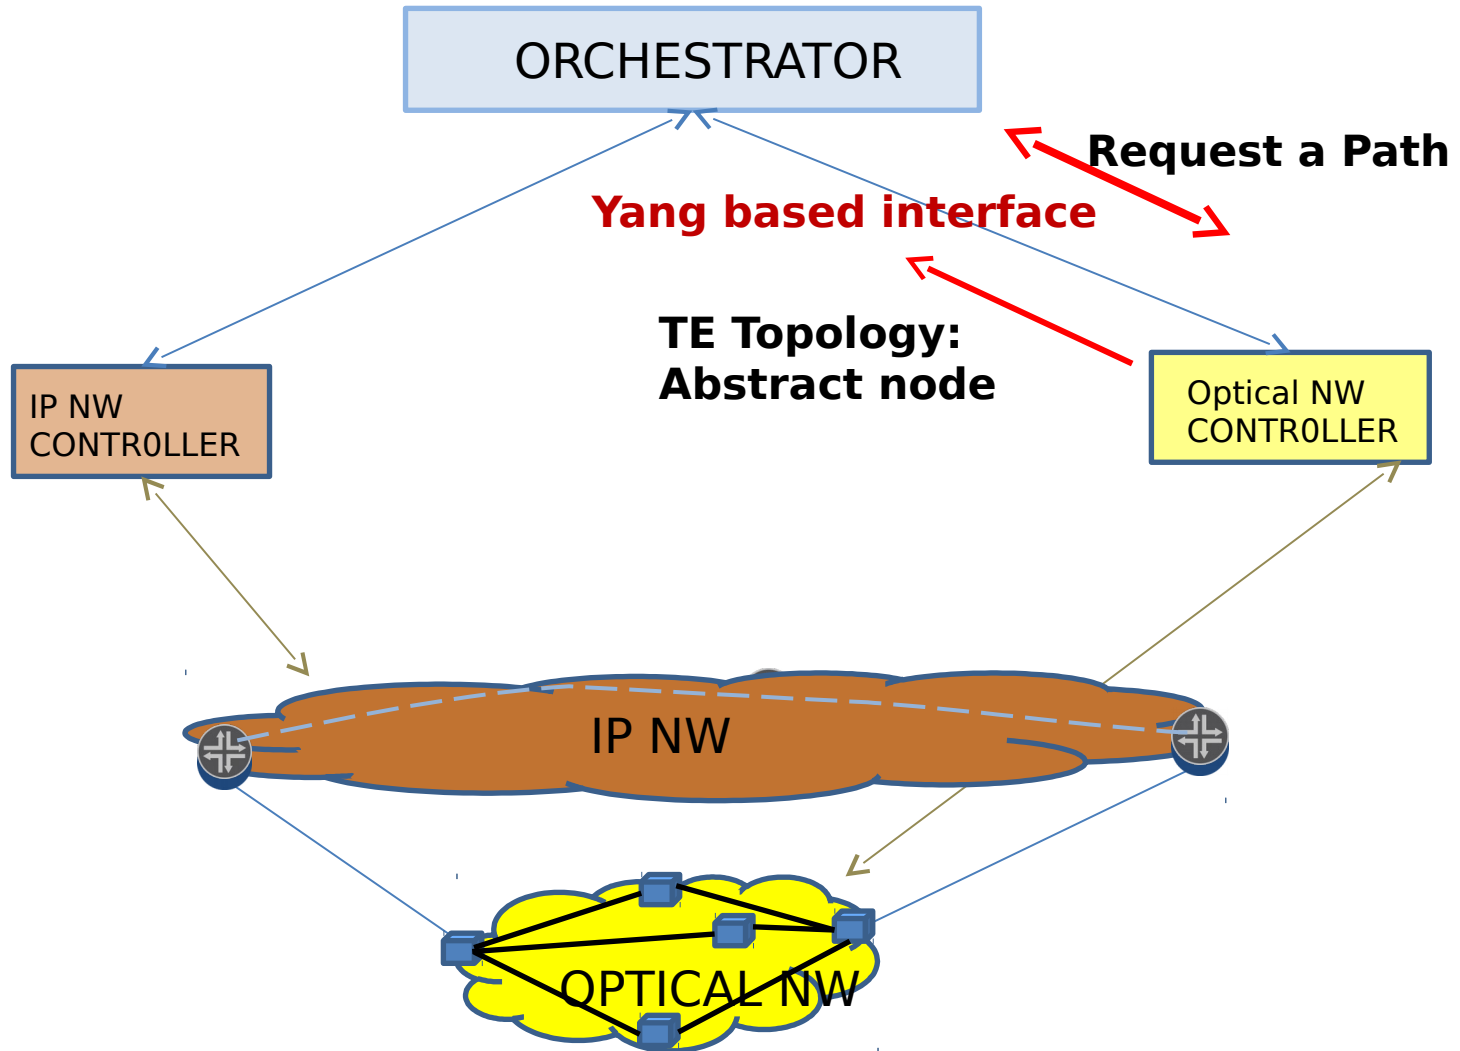 ORCHESTRATOR
Request a Path
Yang based interface
TE Topology:
Abstract node
IP NW
CONTR0LLER
Optical NW
CONTR0LLER
IP NW
OPTICAL NW